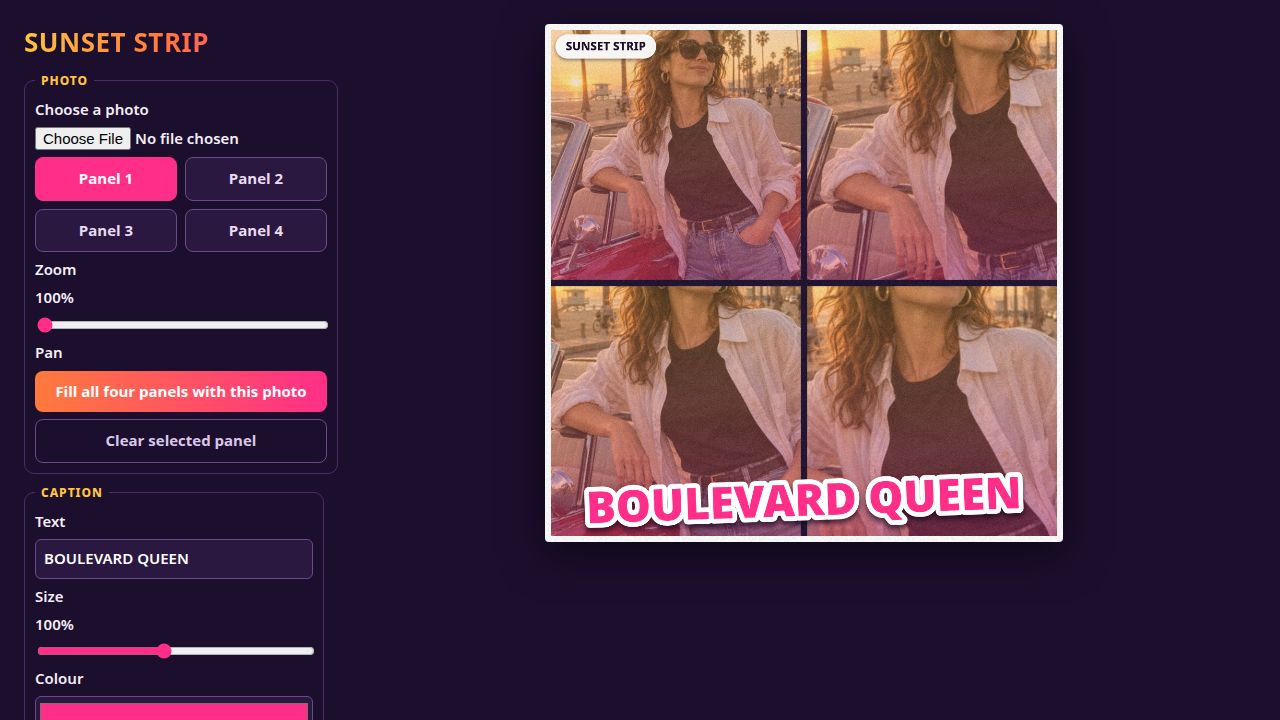 SUNSET STRIP
PHOTO
Choose a photo
Choose File No file chosen
Panel 1 Panel 2
Panel 3 Panel 4
Zoom
100%
Pan
Fill all four panels with this photo
Clear selected panel
CAPTION
Text
BOULEVARD QUEEN
Size
100%
Colour
SUNSET STRIP
BOULEVARD QUEEN